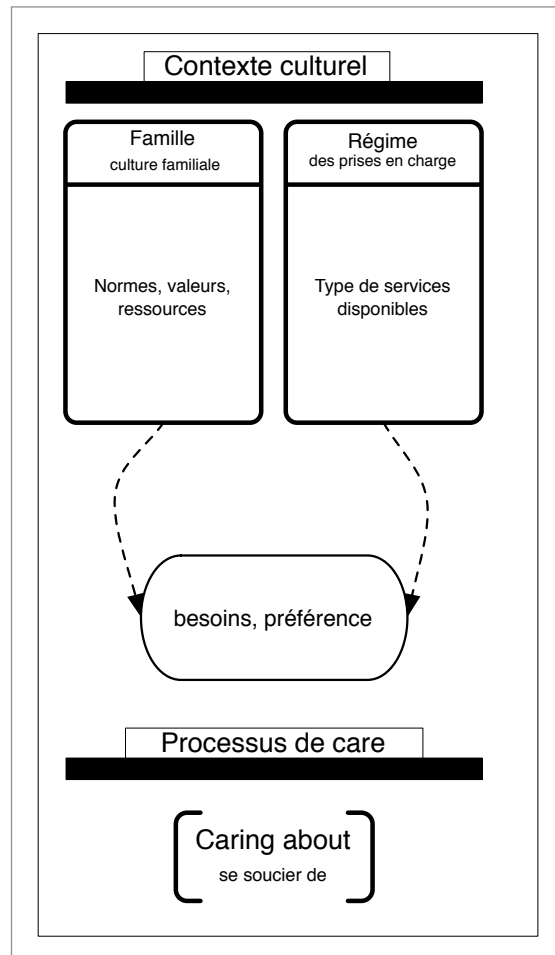 Contexte culturel
Famille
culture familiale
Normes, valeurs,
ressources
Régime
des prises en charge
Type de services
disponibles
besoins, préférence
Processus de care
Caring about
se soucier de